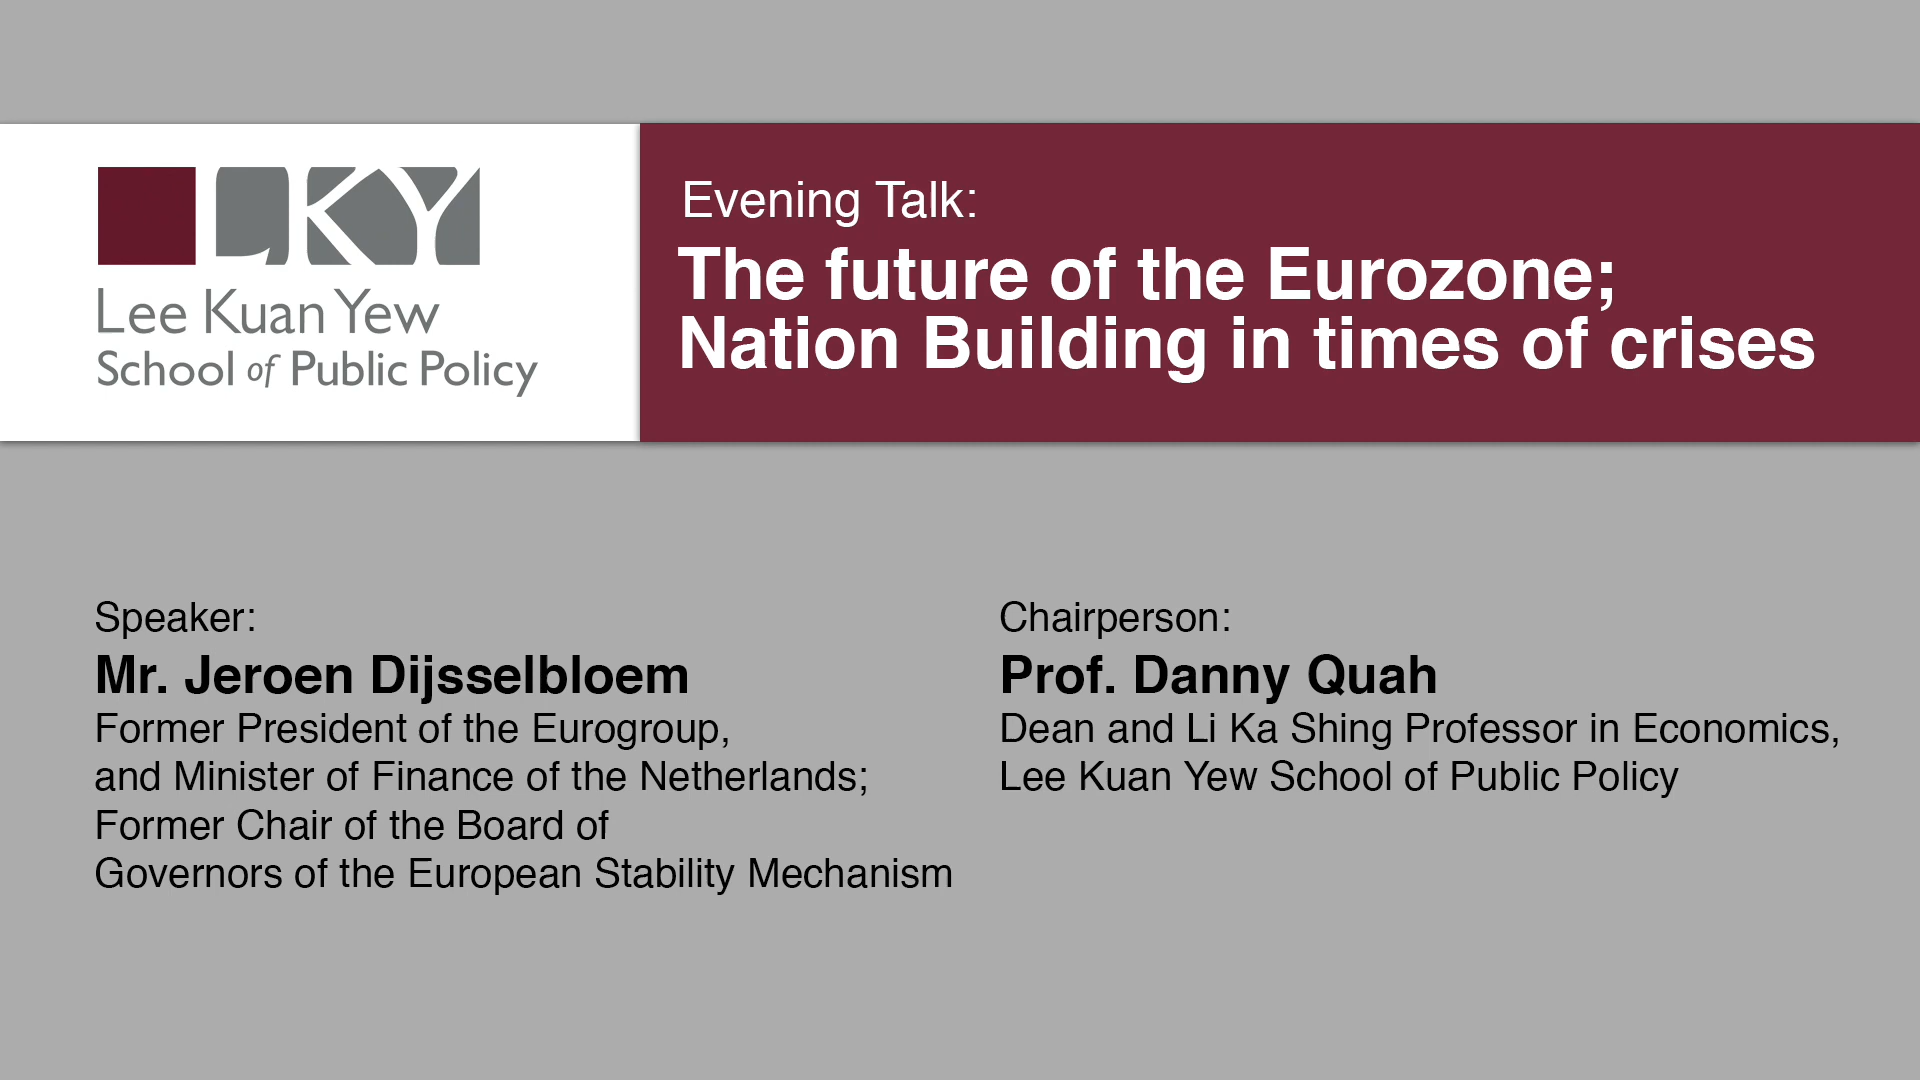 LKY
Lee Kuan Yew
School of Public Policy
Evening Talk:
The future of the Eurozone;
Nation Building in times of crises
Speaker:
Mr. Jeroen Dijsselbloem
Former President of the Eurogroup,
and Minister of Finance of the Netherlands;
Former Chair of the Board of
Governors of the European Stability Mechanism
Chairperson:
Prof. Danny Quah
Dean and Li Ka Shing Professor in Economics,
Lee Kuan Yew School of Public Policy